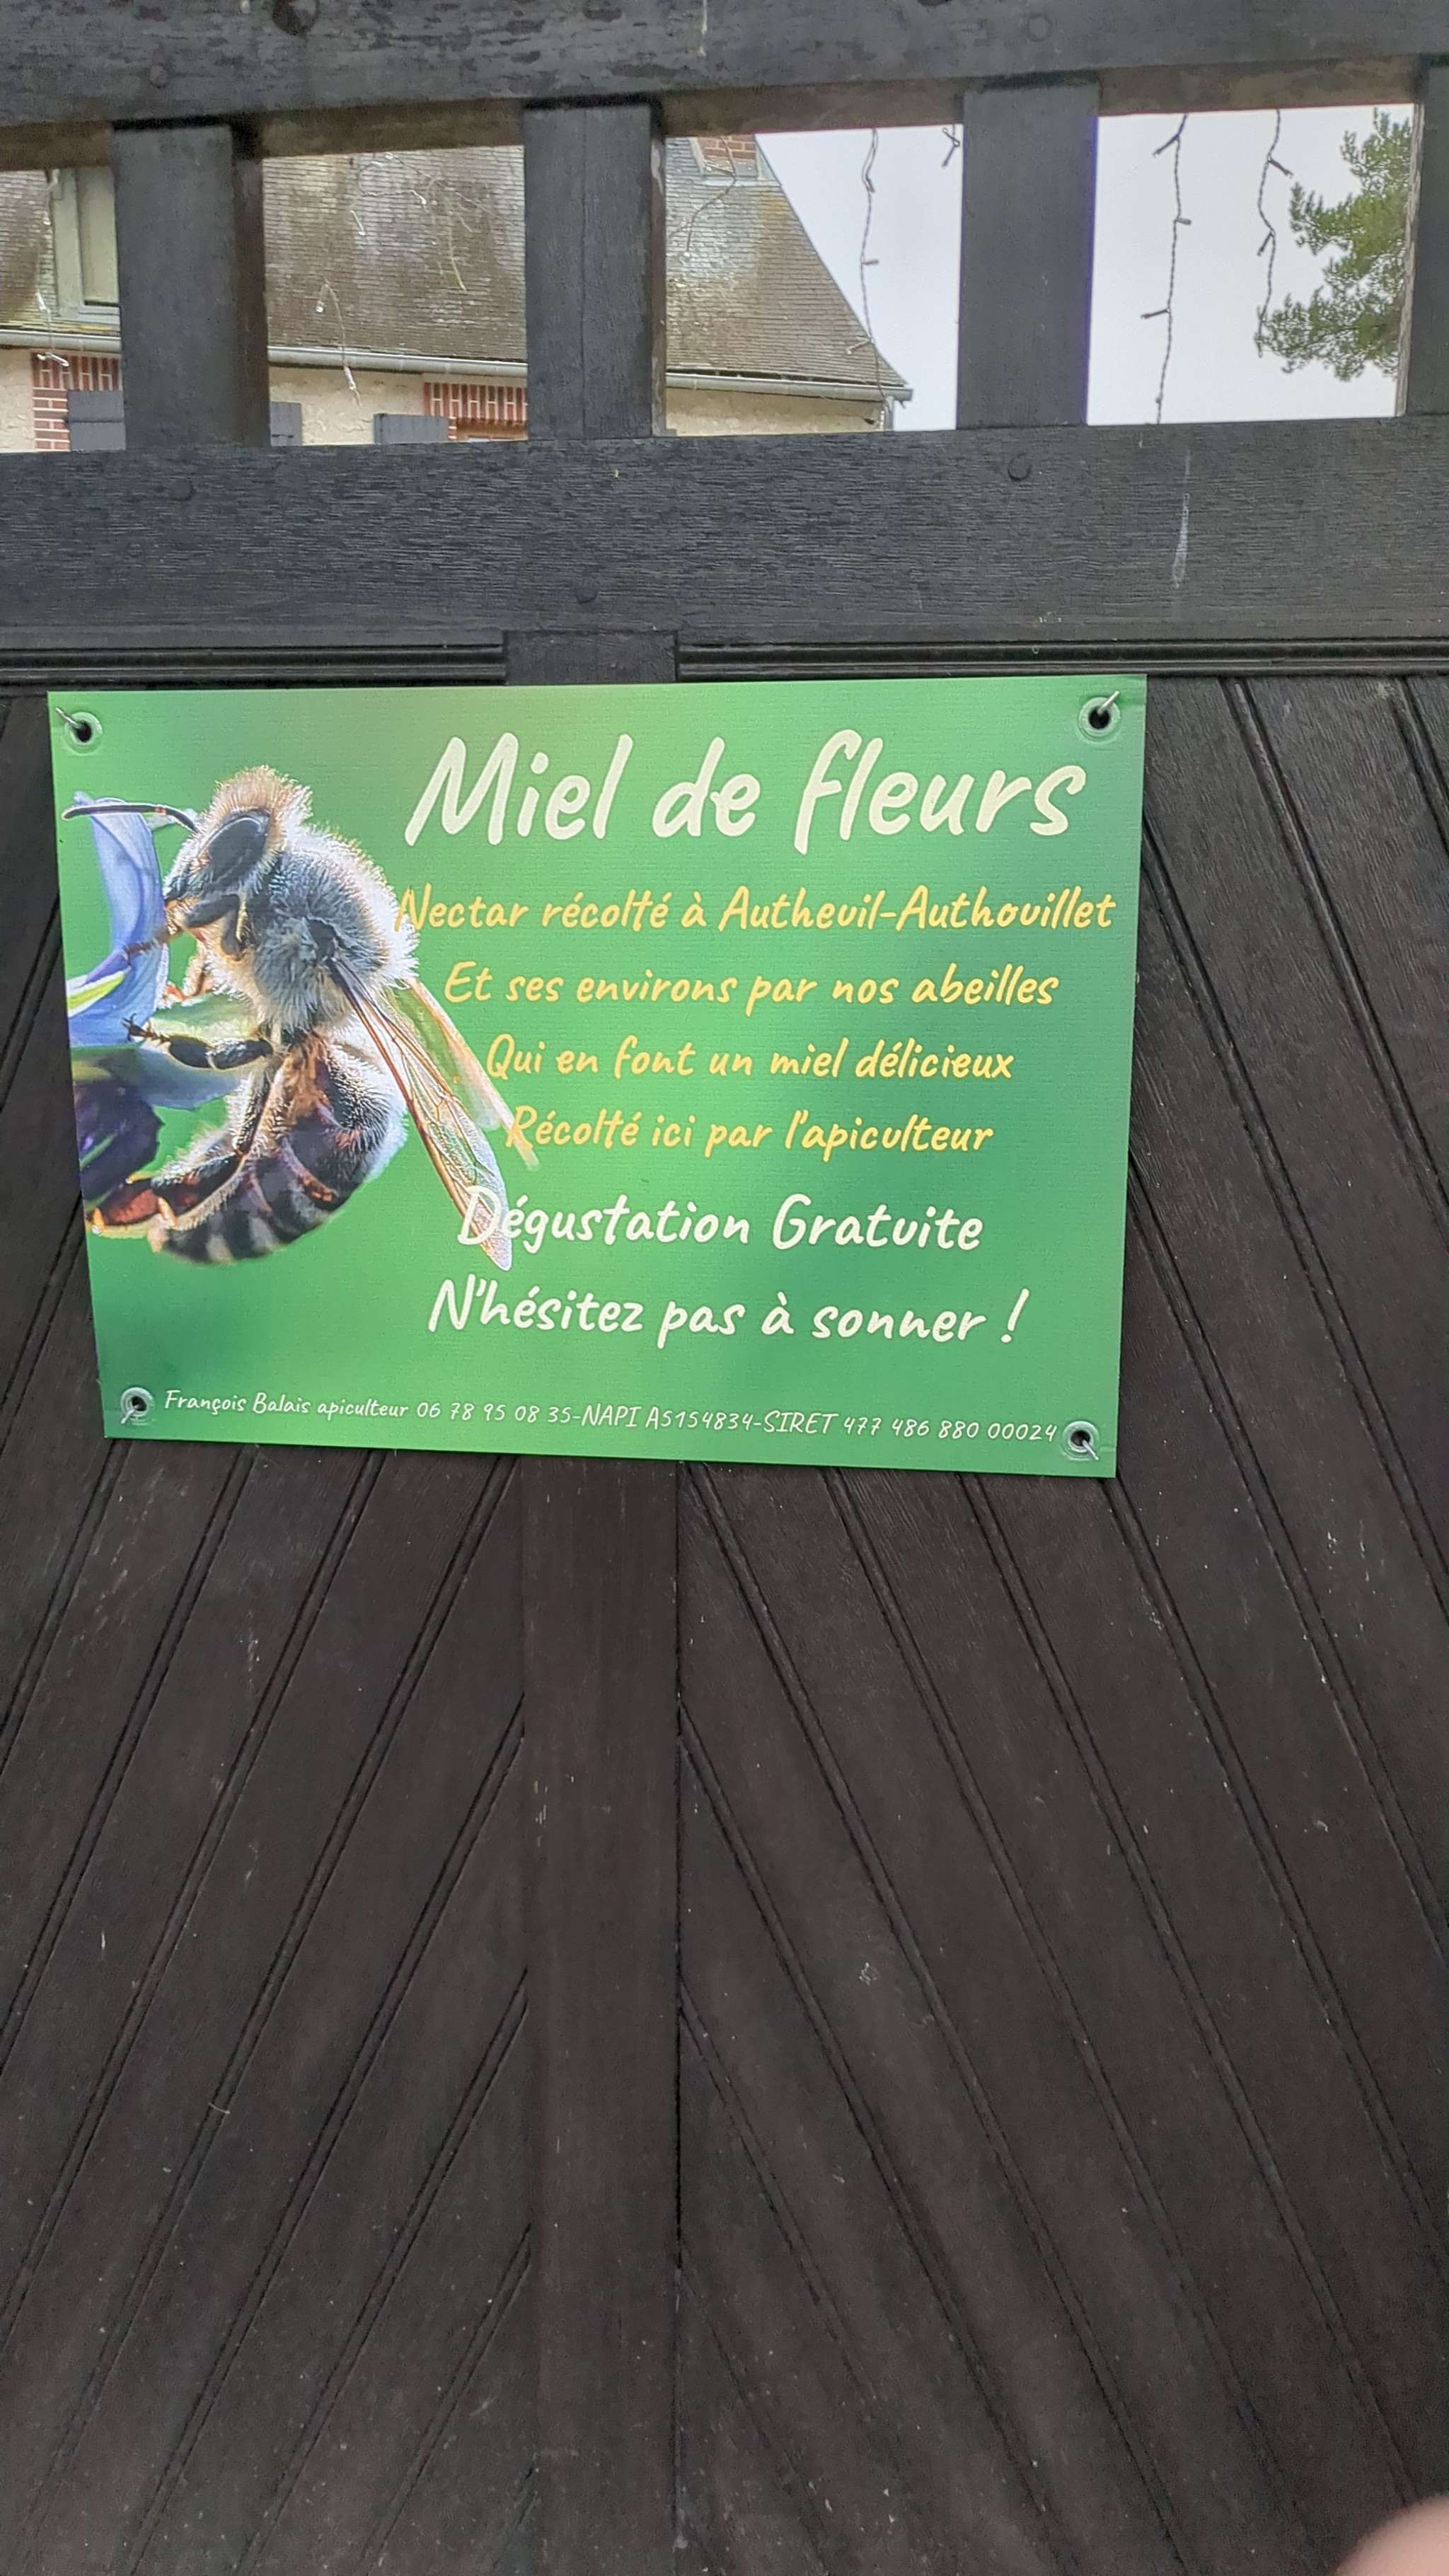 Miel de fleurs
Nectar récolté à Autheuil-Authouillet
Et ses environs par nos abeilles
Qui en font un miel délicieux
Récolté ici par l'apiculteur
Dégustation Gratuite
N'hésitez pas à sonner !
François Balais apiculteur 06 78 95 08 35-NAPI A5154834-SIRET 477 486 880 00024